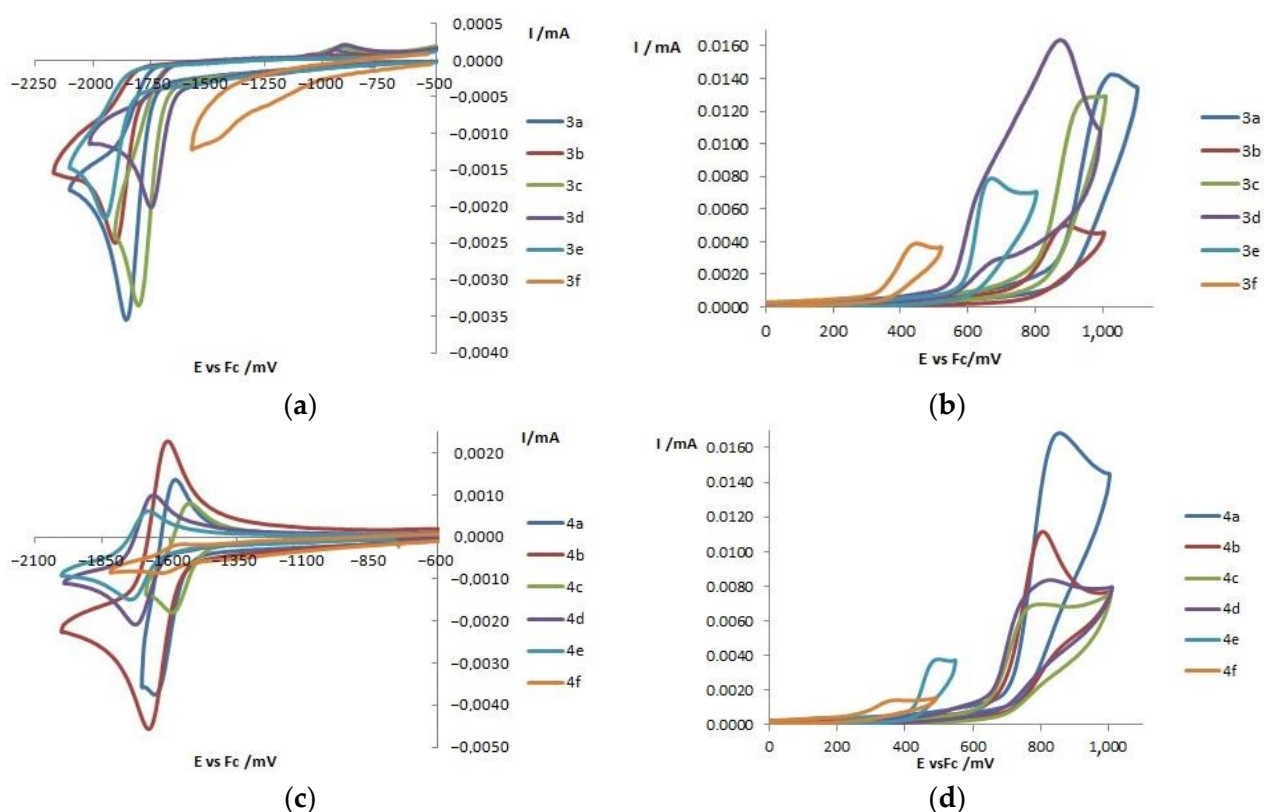 I /mA
0,0005
0,0000
−0,0005
−0,0010
−0,0015
−0,0020
−0,0025
−0,0030
−0,0035
−0,0040
−2250
−2000
−1750
−1500
−1250
−1000
−750
−500
3a
3b
3c
3d
3e
3f
E vs Fc /mV
(a)
I /mA
0.0160
0.0140
0.0120
0.0100
0.0080
0.0060
0.0040
0.0020
0.0000
0
200
400
600
800
1,000
3a
3b
3c
3d
3e
3f
E vs Fc/mV
(b)
I/mA
0,0020
0,0010
0,0000
−0,0010
−0,0020
−0,0030
−0,0040
−0,0050
−2100
−1850
−1600
−1350
−1100
−850
−600
4a
4b
4c
4d
4e
4f
E vs Fc /mV
(c)
I /mA
0.0160
0.0140
0.0120
0.0100
0.0080
0.0060
0.0040
0.0020
0.0000
0
200
400
600
800
1,000
4a
4b
4c
4d
4e
4f
E vsFc /mV
(d)